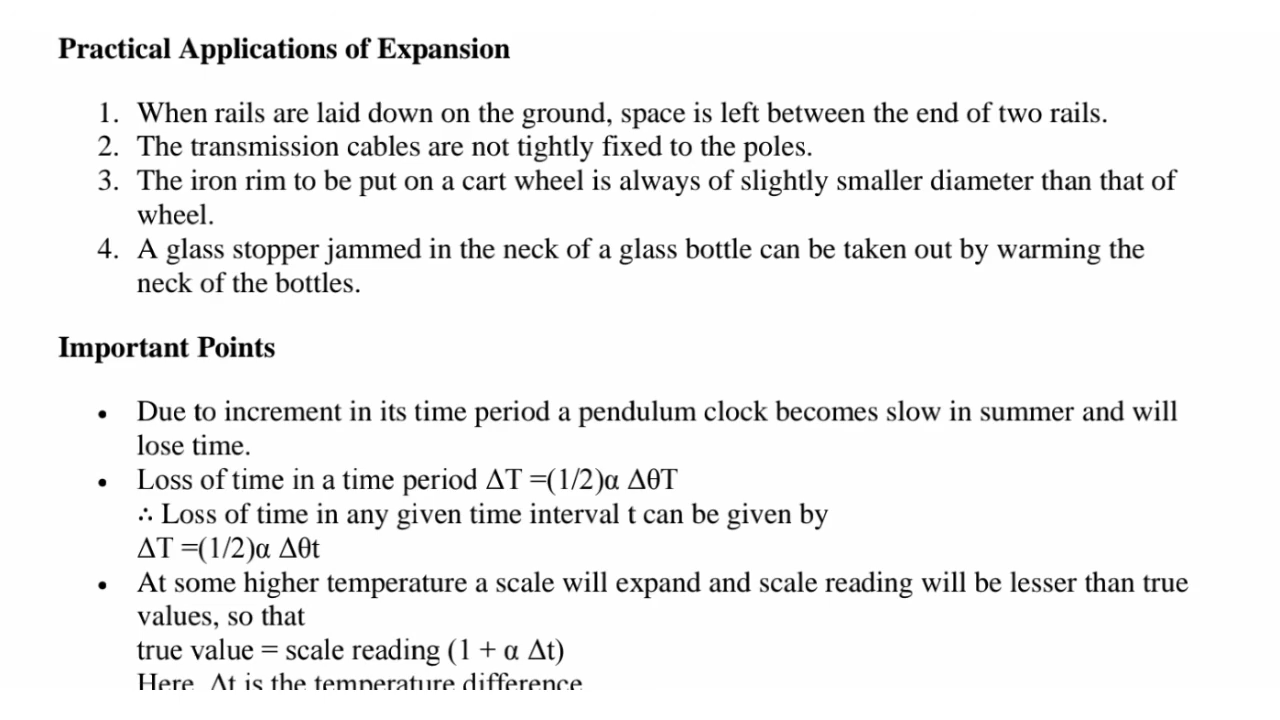 Practical Applications of Expansion
1. When rails are laid down on the ground, space is left between the end of two rails.
2. The transmission cables are not tightly fixed to the poles.
3. The iron rim to be put on a cart wheel is always of slightly smaller diameter than that of
wheel.
4. A glass stopper jammed in the neck of a glass bottle can be taken out by warming the
neck of the bottles.
Important Points
• Due to increment in its time period a pendulum clock becomes slow in summer and will
lose time.
• Loss of time in a time period ΔT =(1/2)α ΔθT
∴ Loss of time in any given time interval t can be given by
ΔT =(1/2)α Δθt
• At some higher temperature a scale will expand and scale reading will be lesser than true
values, so that
true value = scale reading (1 + α Δt)
Here, Δt is the temperature difference